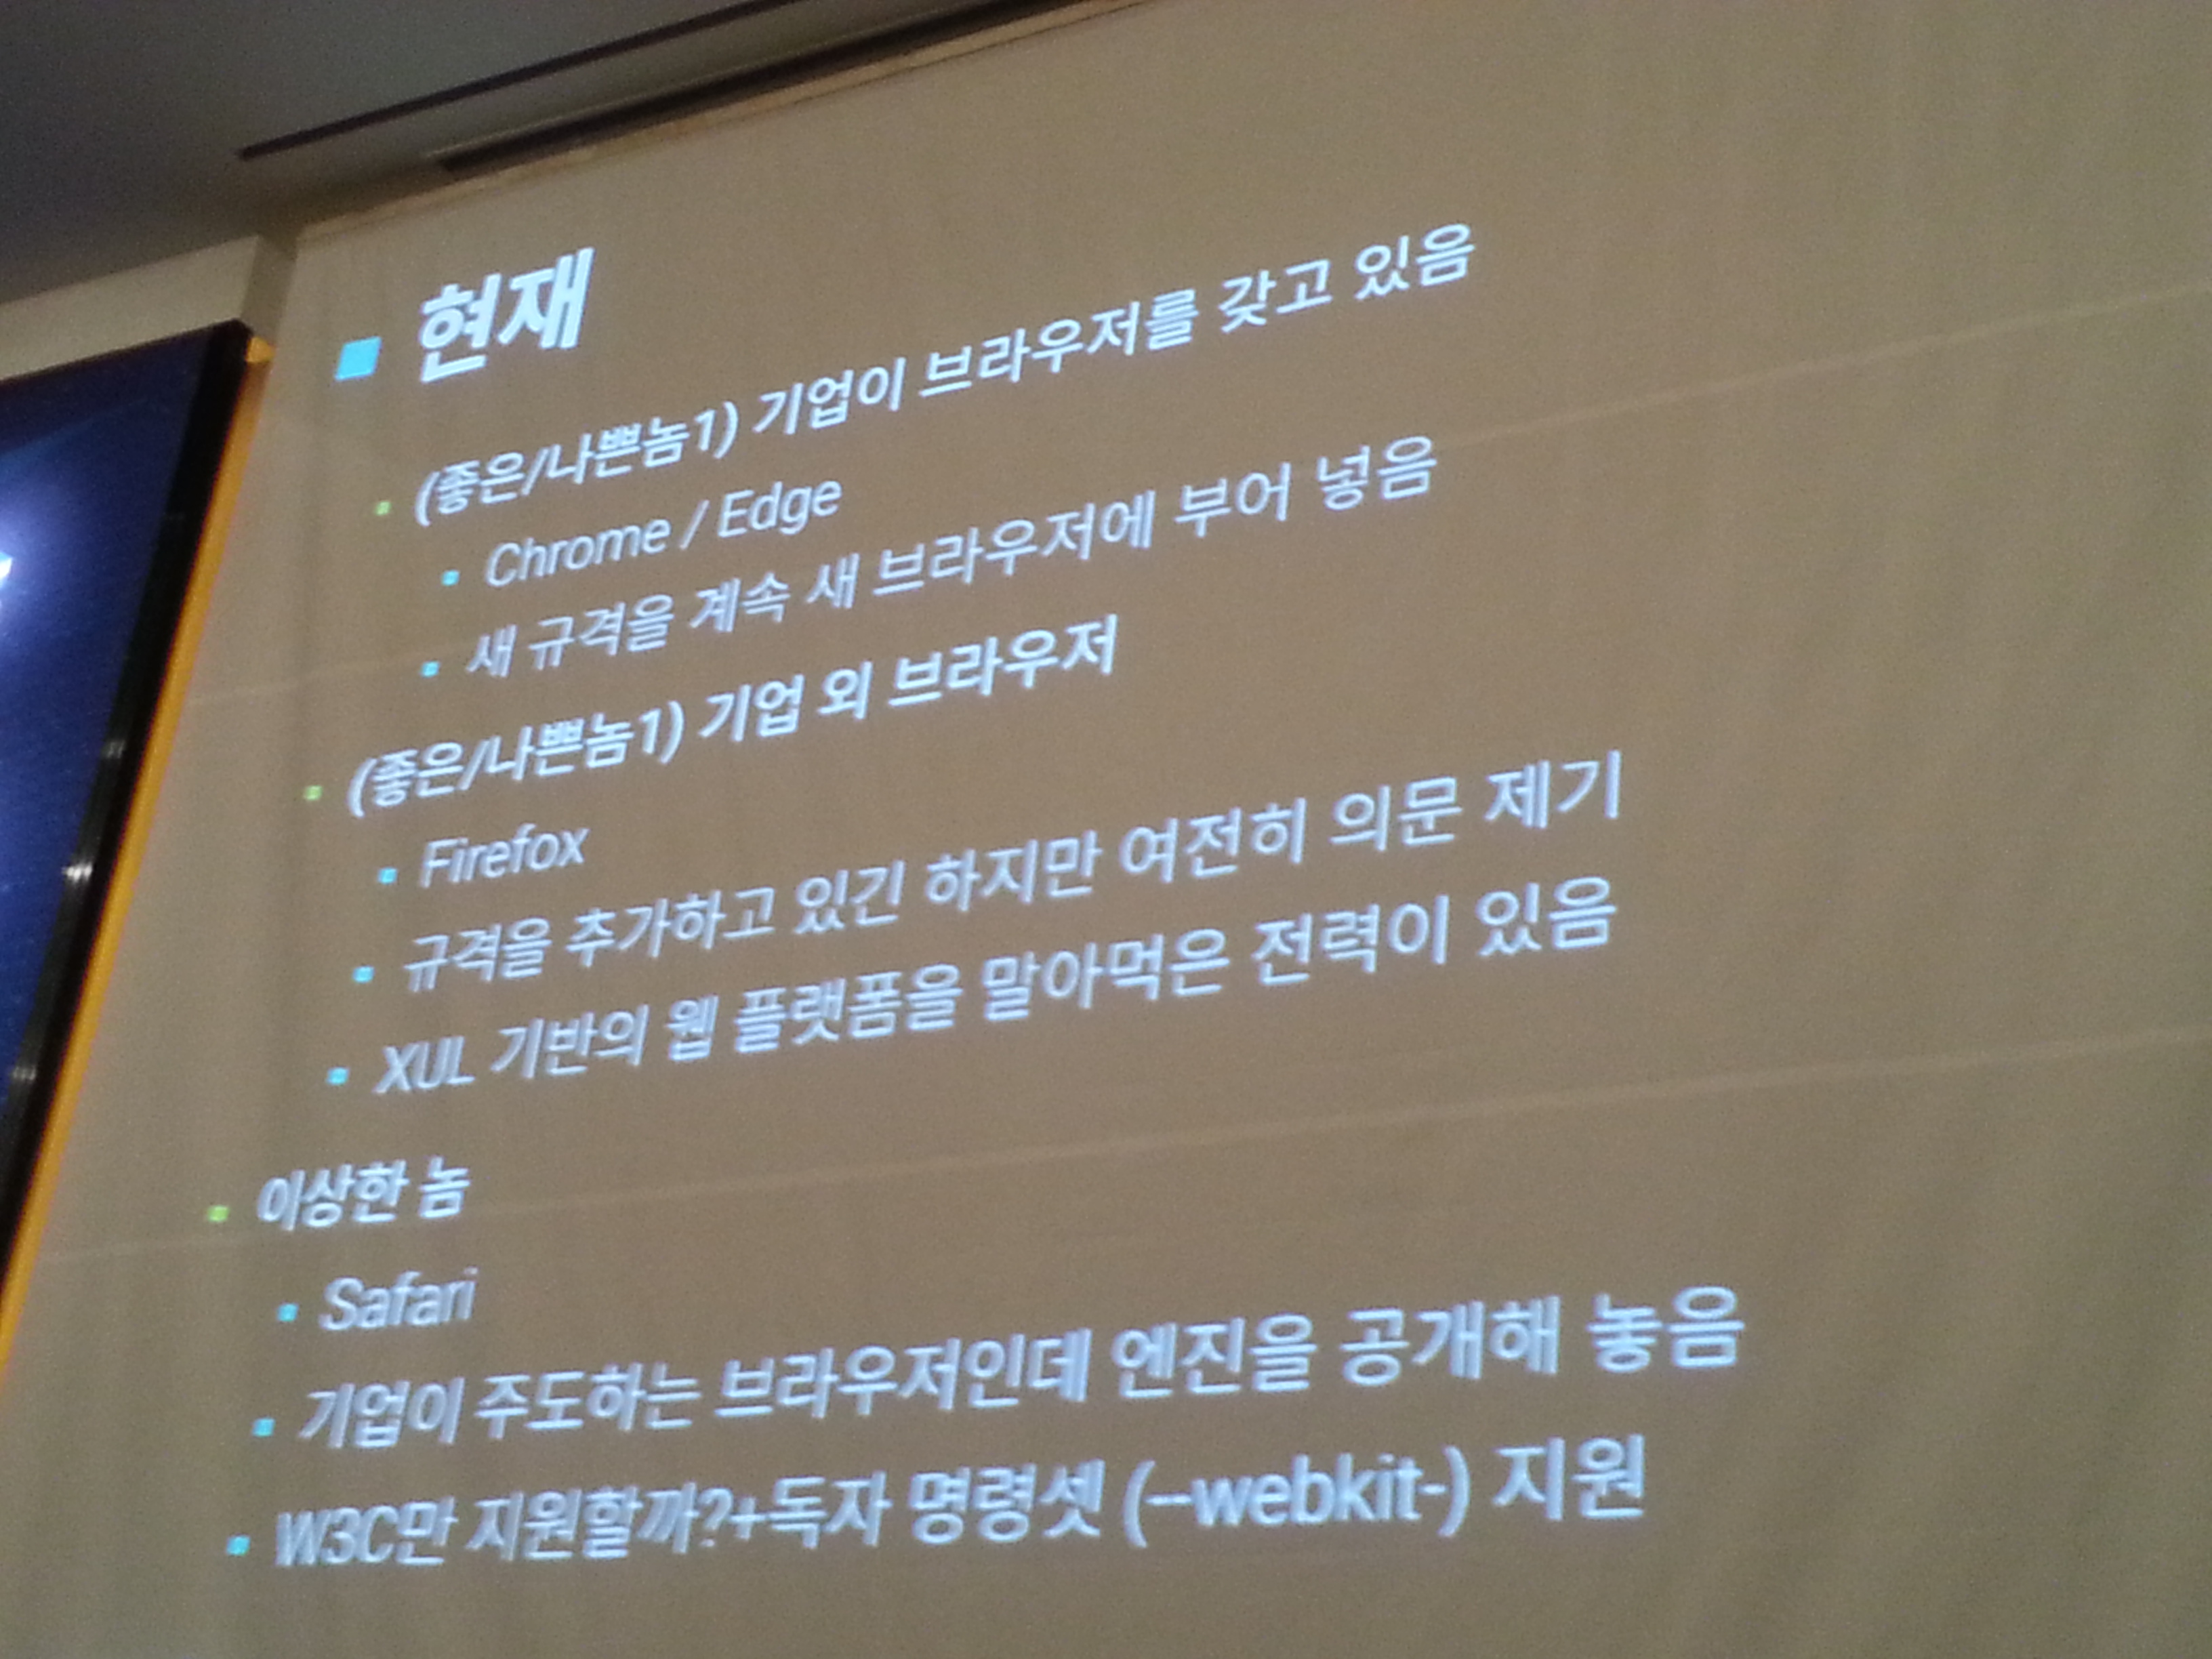 현재
(좋은/나쁜놈1) 기업이 브라우저를 갖고 있음
Chrome / Edge
새 규격을 계속 새 브라우저에 부어 넣음
(좋은/나쁜놈1) 기업 외 브라우저
Firefox
규격을 추가하고 있긴 하지만 여전히 의문 제기
XUL 기반의 웹 플랫폼을 말아먹은 전력이 있음
이상한 놈
Safari
기업이 주도하는 브라우저인데 엔진을 공개해 놓음
W3C만 지원할까?+독자 명령셋 (–webkit-) 지원